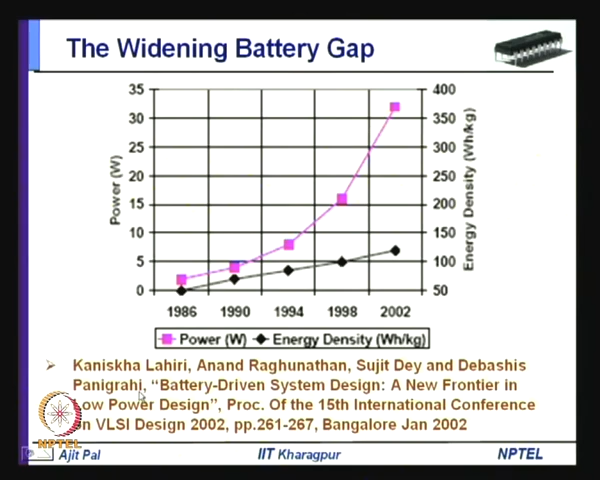 The Widening Battery Gap
35
30
25
20
15
10
5
0
Power (W)
400
350
300
250
200
150
100
50
Energy Density (Wh/kg)
1986 1990 1994 1998 2002
Power (W) Energy Density (Wh/kg)
Kaniskha Lahiri, Anand Raghunathan, Sujit Dey and Debashis
Panigrahi, “Battery-Driven System Design: A New Frontier in
Low Power Design”, Proc. Of the 15th International Conference
on VLSI Design 2002, pp.261-267, Bangalore Jan 2002
NPTEL
Ajit Pal IIT Kharagpur NPTEL